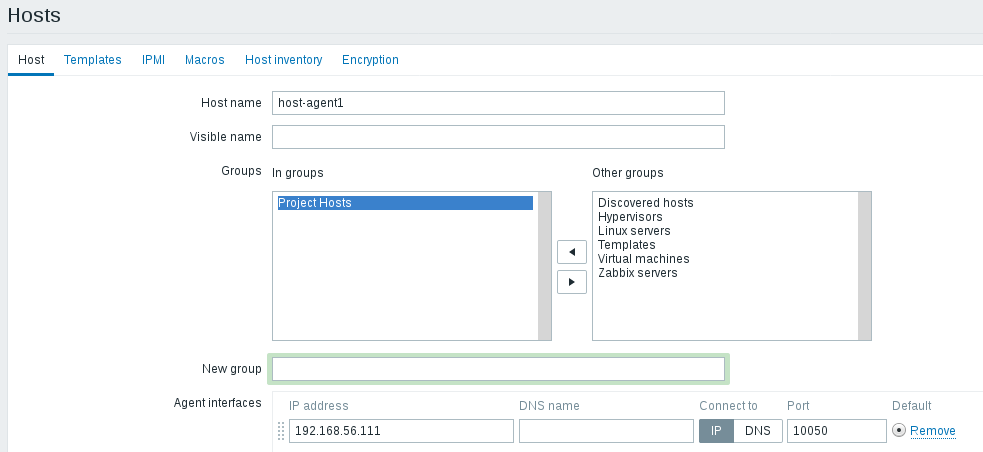 Hosts
Host Templates IPMI Macros Host inventory Encryption
Host name host-agent1
Visible name
Groups In groups Other groups
Project Hosts
Discovered hosts
Hypervisors
Linux servers
Templates
Virtual machines
Zabbix servers
New group
Agent interfaces IP address DNS name Connect to Port Default
192.168.56.111 IP DNS 10050 Remove